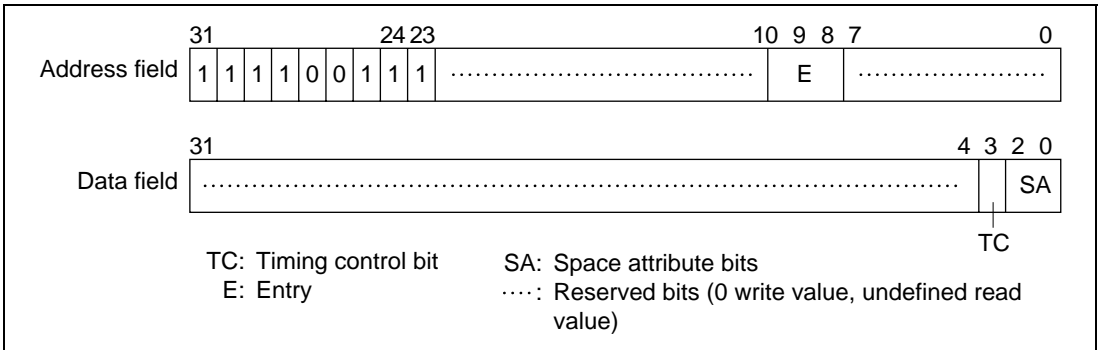 31 24 23 10 9 8 7 0
Address field 1 1 1 1 0 0 1 1 1 ···················· E ····················
31 4 3 2 0
Data field ···················· SA
TC
TC: Timing control bit SA: Space attribute bits
E: Entry ····: Reserved bits (0 write value, undefined read
value)